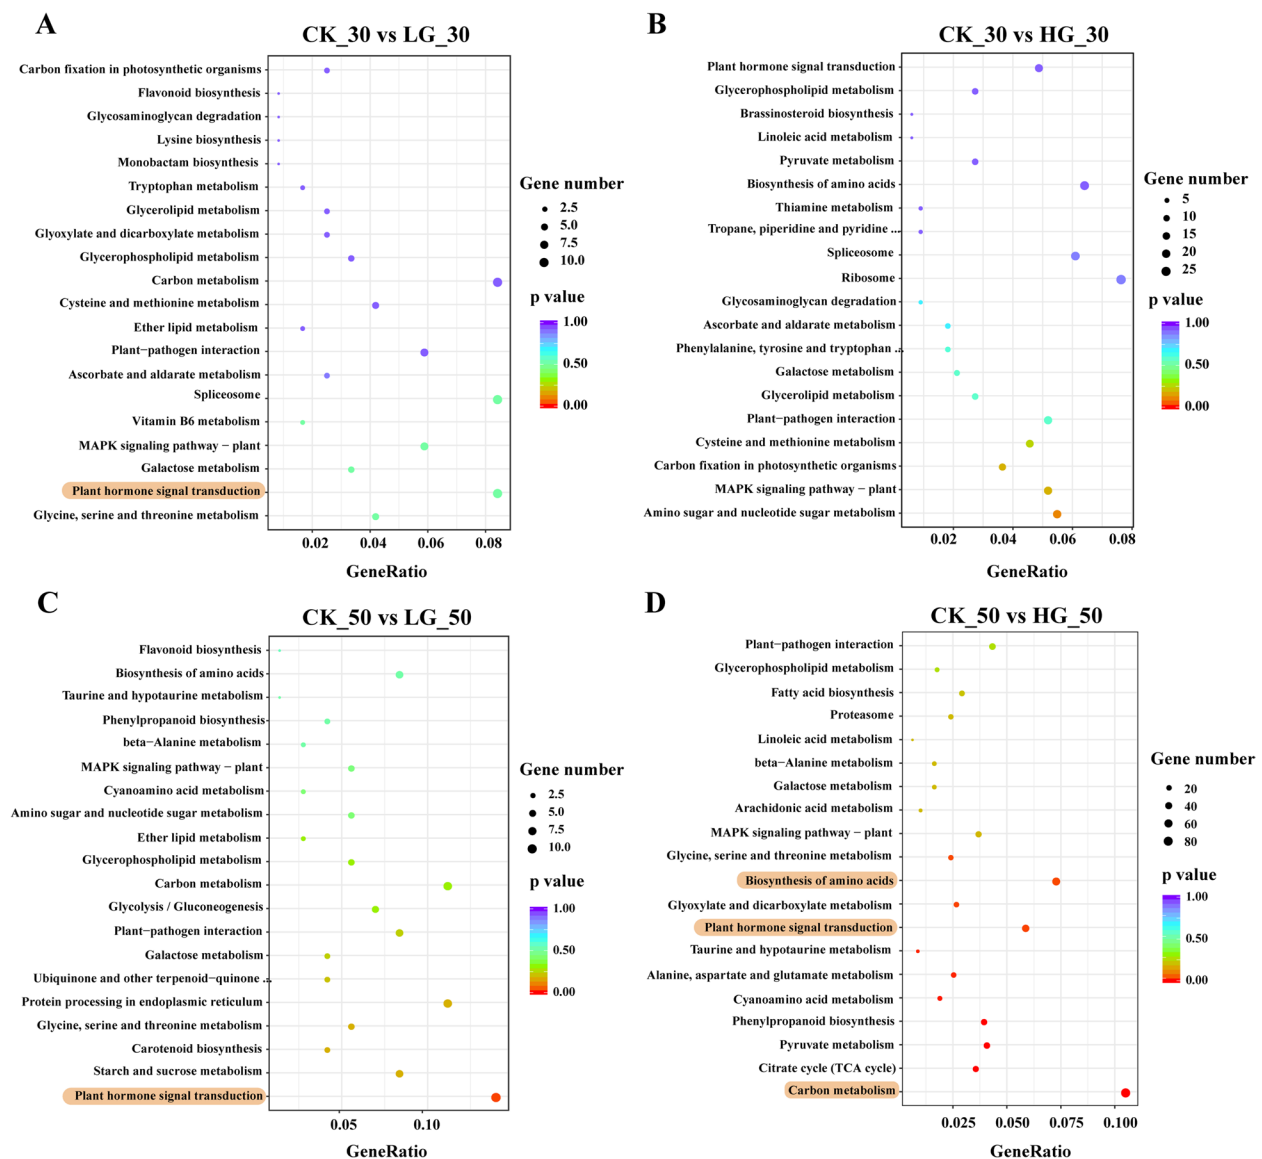 A
CK_30 vs LG_30
Carbon fixation in photosynthetic organisms
Flavonoid biosynthesis
Glycosaminoglycan degradation
Lysine biosynthesis
Monobactam biosynthesis
Tryptophan metabolism
Glycerolipid metabolism
Glyoxylate and dicarboxylate metabolism
Glycerophospholipid metabolism
Carbon metabolism
Cysteine and methionine metabolism
Ether lipid metabolism
Plant−pathogen interaction
Ascorbate and aldarate metabolism
Spliceosome
Vitamin B6 metabolism
MAPK signaling pathway − plant
Galactose metabolism
Plant hormone signal transduction
Glycine, serine and threonine metabolism
0.02 0.04 0.06 0.08
GeneRatio
Gene number
2.5
5.0
7.5
10.0
p value
1.00
0.50
0.00
B
CK_30 vs HG_30
Plant hormone signal transduction
Glycerophospholipid metabolism
Brassinosteroid biosynthesis
Linoleic acid metabolism
Pyruvate metabolism
Biosynthesis of amino acids
Thiamine metabolism
Tropane, piperidine and pyridine ...
Spliceosome
Ribosome
Glycosaminoglycan degradation
Ascorbate and aldarate metabolism
Phenylalanine, tyrosine and tryptophan ...
Galactose metabolism
Glycerolipid metabolism
Plant−pathogen interaction
Cysteine and methionine metabolism
Carbon fixation in photosynthetic organisms
MAPK signaling pathway − plant
Amino sugar and nucleotide sugar metabolism
0.02 0.04 0.06 0.08
GeneRatio
Gene number
5
10
15
20
25
p value
1.00
0.50
0.00
C
CK_50 vs LG_50
Flavonoid biosynthesis
Biosynthesis of amino acids
Taurine and hypotaurine metabolism
Phenylpropanoid biosynthesis
beta−Alanine metabolism
MAPK signaling pathway − plant
Cyanoamino acid metabolism
Amino sugar and nucleotide sugar metabolism
Ether lipid metabolism
Glycerophospholipid metabolism
Carbon metabolism
Glycolysis / Gluconeogenesis
Plant−pathogen interaction
Galactose metabolism
Ubiquinone and other terpenoid−quinone ...
Protein processing in endoplasmic reticulum
Glycine, serine and threonine metabolism
Carotenoid biosynthesis
Starch and sucrose metabolism
Plant hormone signal transduction
0.05 0.10
GeneRatio
Gene number
2.5
5.0
7.5
10.0
p value
1.00
0.50
0.00
D
CK_50 vs HG_50
Plant−pathogen interaction
Glycerophospholipid metabolism
Fatty acid biosynthesis
Proteasome
Linoleic acid metabolism
beta−Alanine metabolism
Galactose metabolism
Arachidonic acid metabolism
MAPK signaling pathway − plant
Glycine, serine and threonine metabolism
Biosynthesis of amino acids
Glyoxylate and dicarboxylate metabolism
Plant hormone signal transduction
Taurine and hypotaurine metabolism
Alanine, aspartate and glutamate metabolism
Cyanoamino acid metabolism
Phenylpropanoid biosynthesis
Pyruvate metabolism
Citrate cycle (TCA cycle)
Carbon metabolism
0.025 0.050 0.075 0.100
GeneRatio
Gene number
20
40
60
80
p value
1.00
0.50
0.00